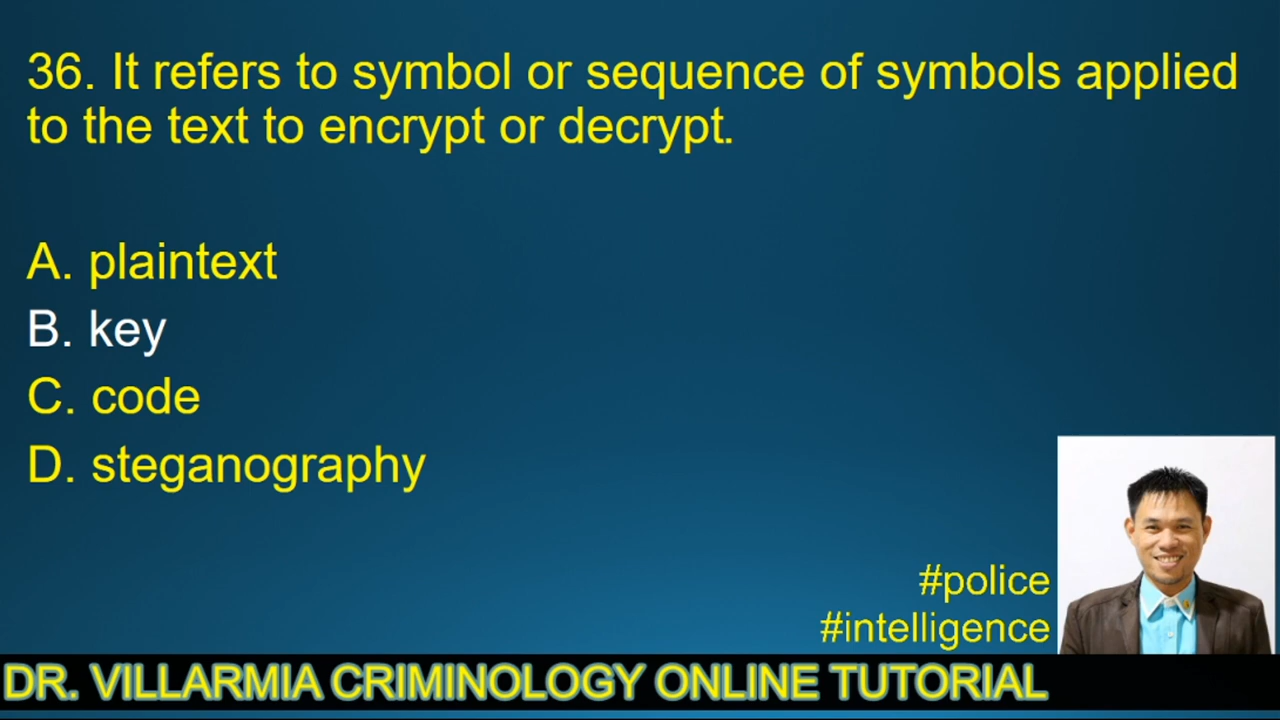 36. It refers to symbol or sequence of symbols applied
to the text to encrypt or decrypt.
A. plaintext
B. key
C. code
D. steganography
#police
#intelligence
DR. VILLARMIA CRIMINOLOGY ONLINE TUTORIAL